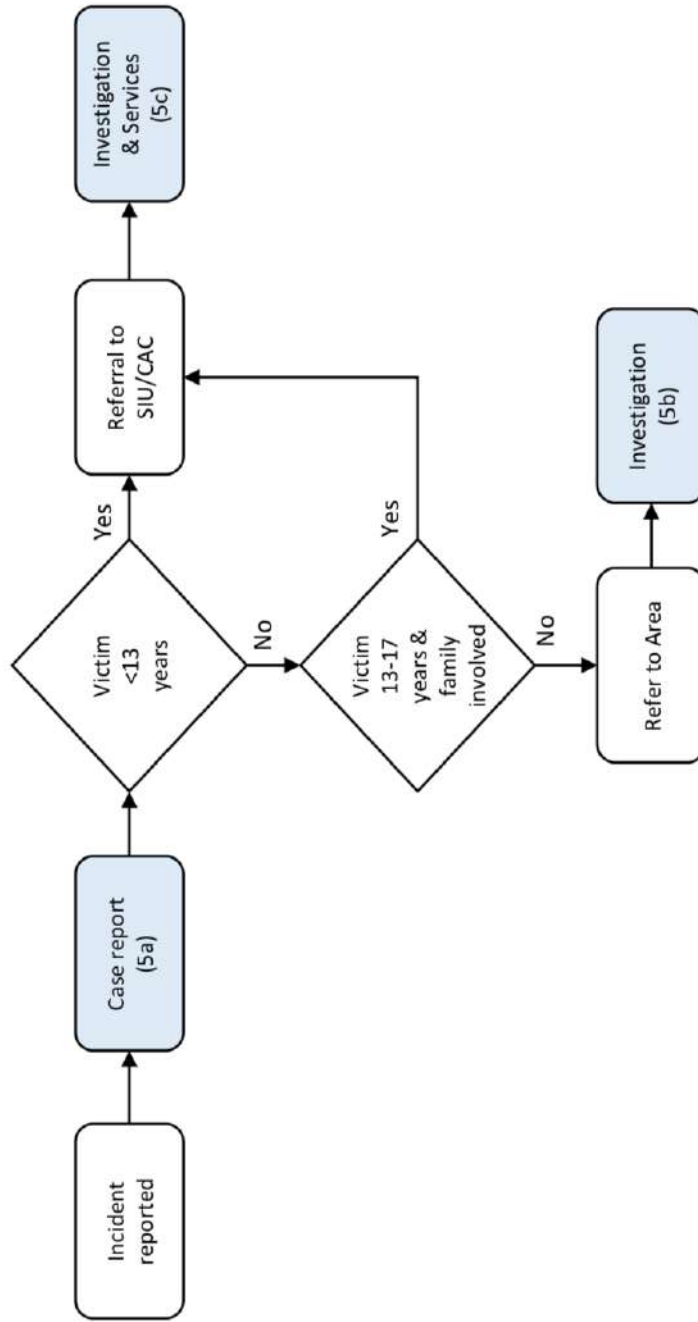 Incident
reported
Case report
(5a)
Victim
<13
years
Yes
Referral to
SIU/CAC
Investigation
& Services
(5c)
No
Victim
13-17
years &
family
involved
Yes
No
Refer to Area
Investigation
(5b)